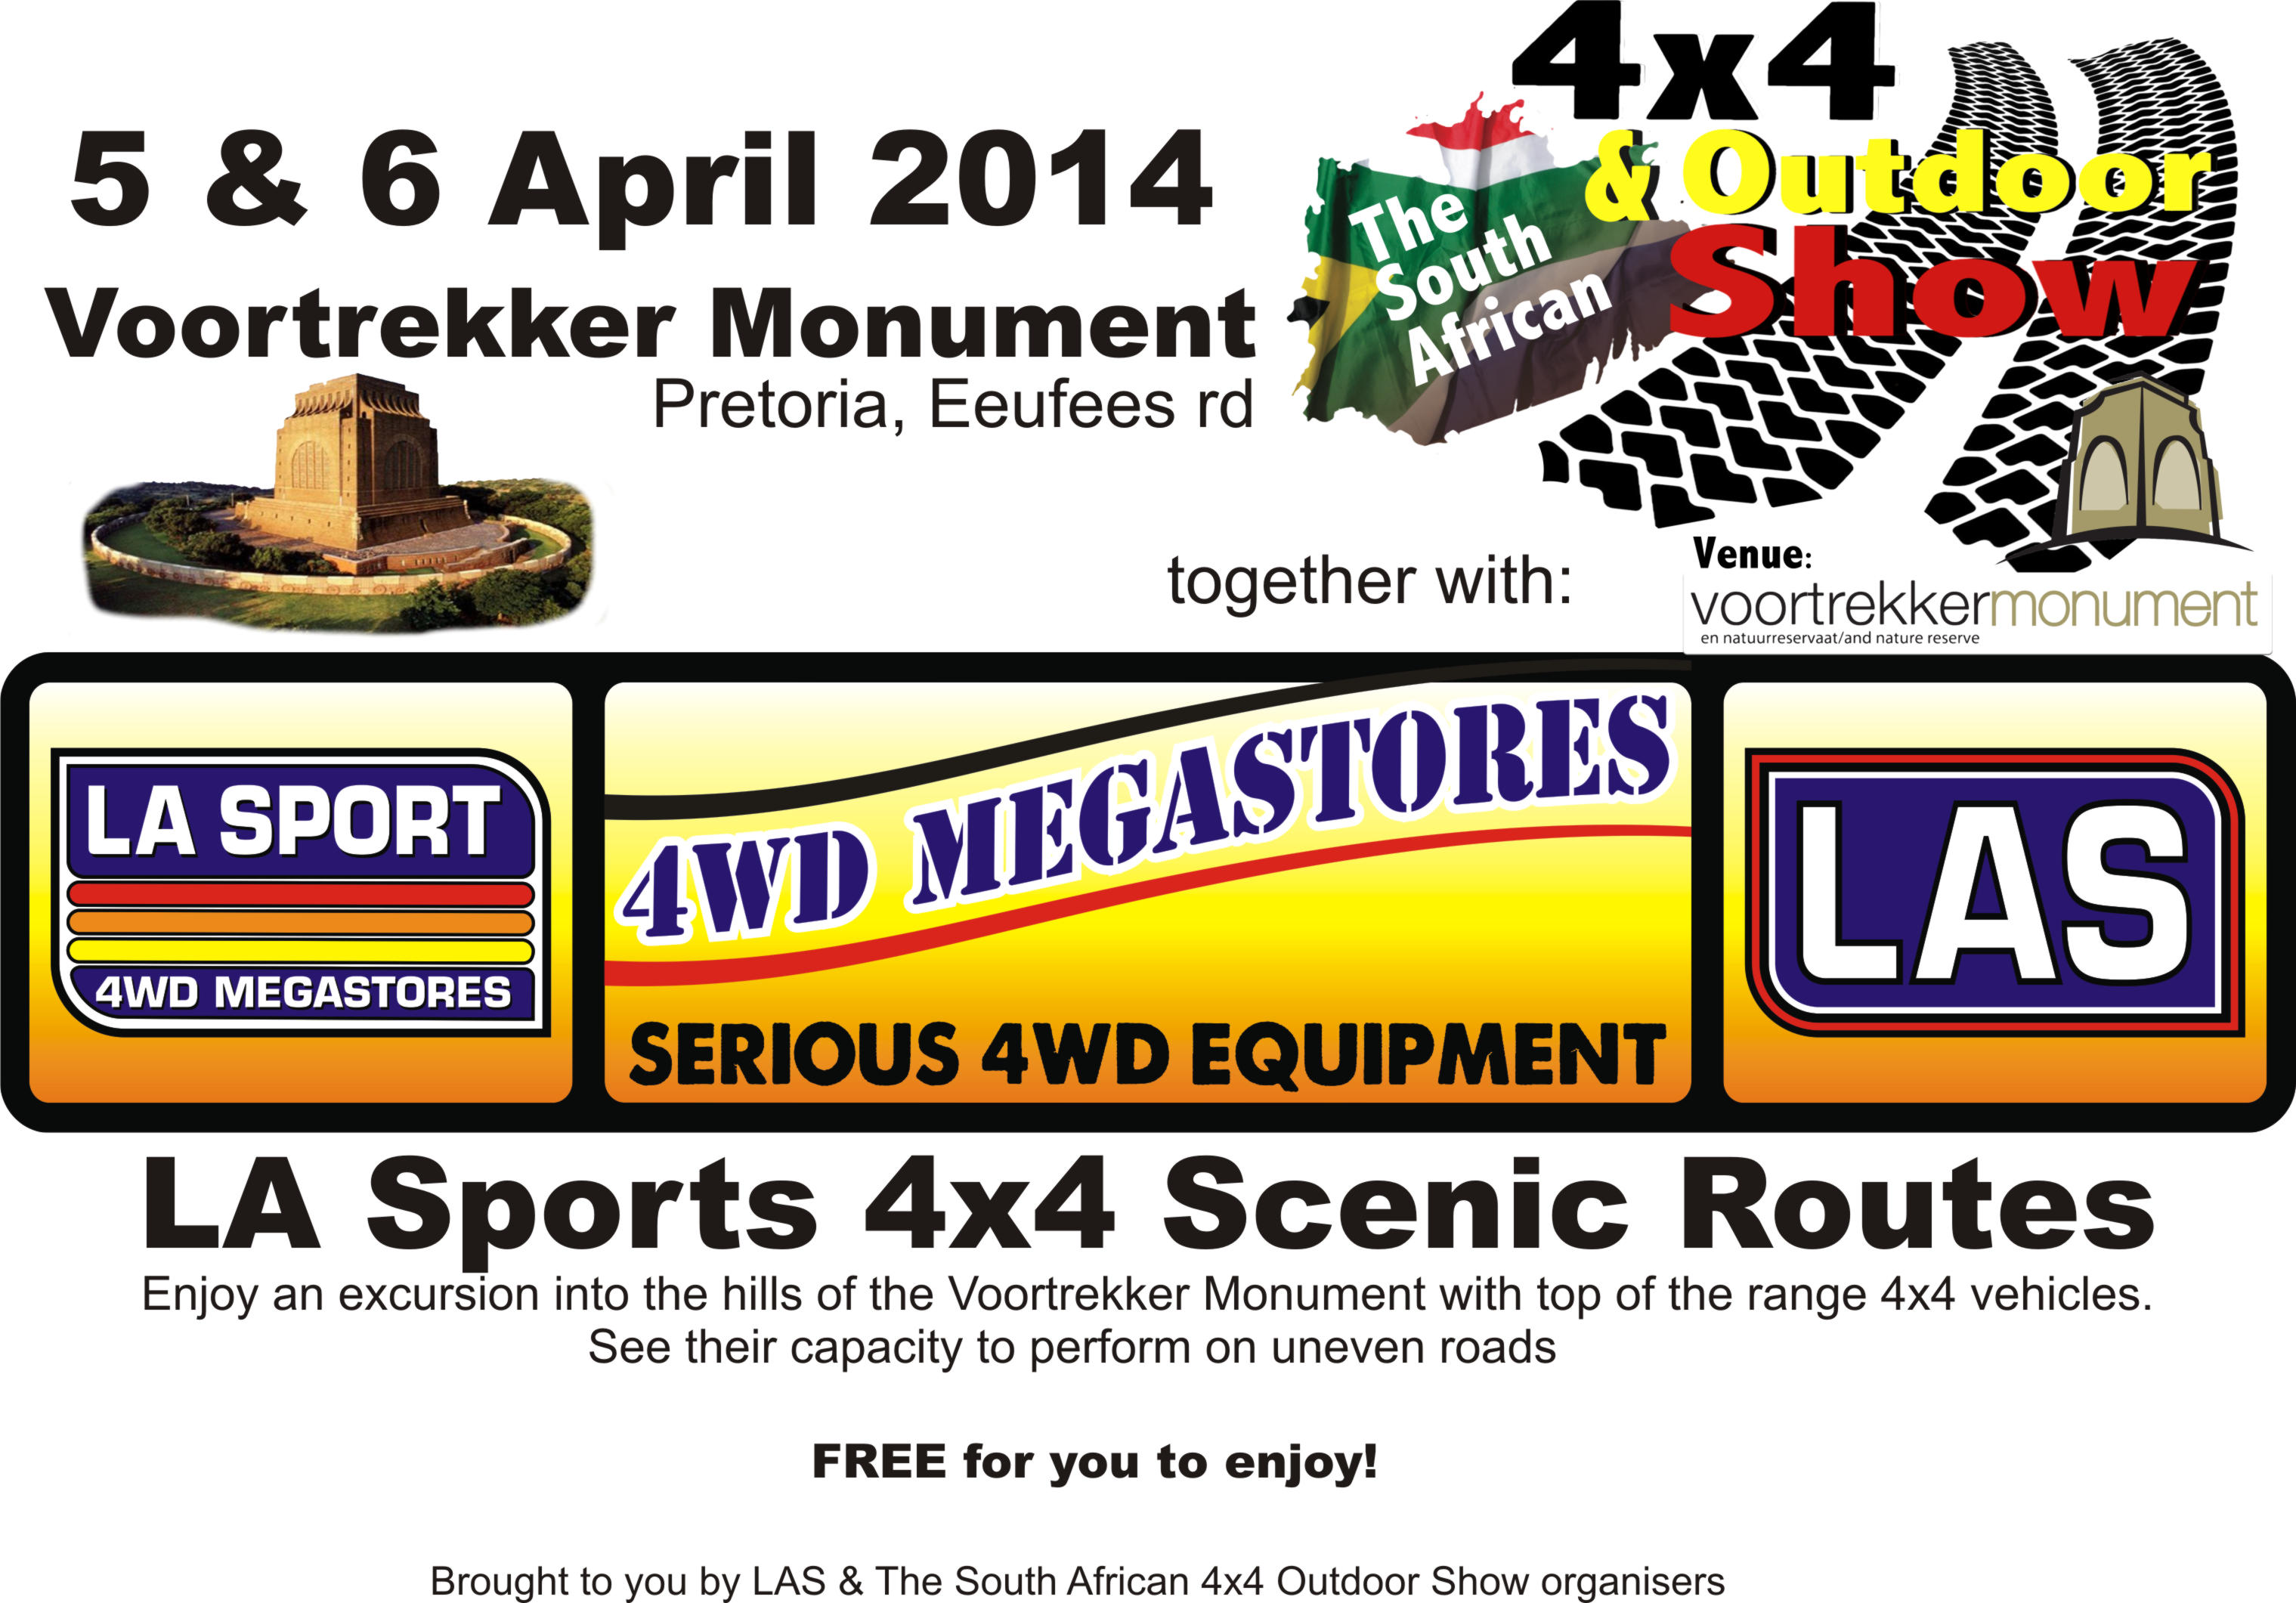 5 & 6 April 2014
Voortrekker Monument
Pretoria, Eeufees rd
4x4
& Outdoor
Show
The
South
African
together with:
Venue:
voortrekkermonument
en natuurreservaat/and nature reserve
LA SPORT
4WD MEGASTORES
4WD MEGASTORES
SERIOUS 4WD EQUIPMENT
LAS
LA Sports 4x4 Scenic Routes
Enjoy an excursion into the hills of the Voortrekker Monument with top of the range 4x4 vehicles.
See their capacity to perform on uneven roads
FREE for you to enjoy!
Brought to you by LAS & The South African 4x4 Outdoor Show organisers